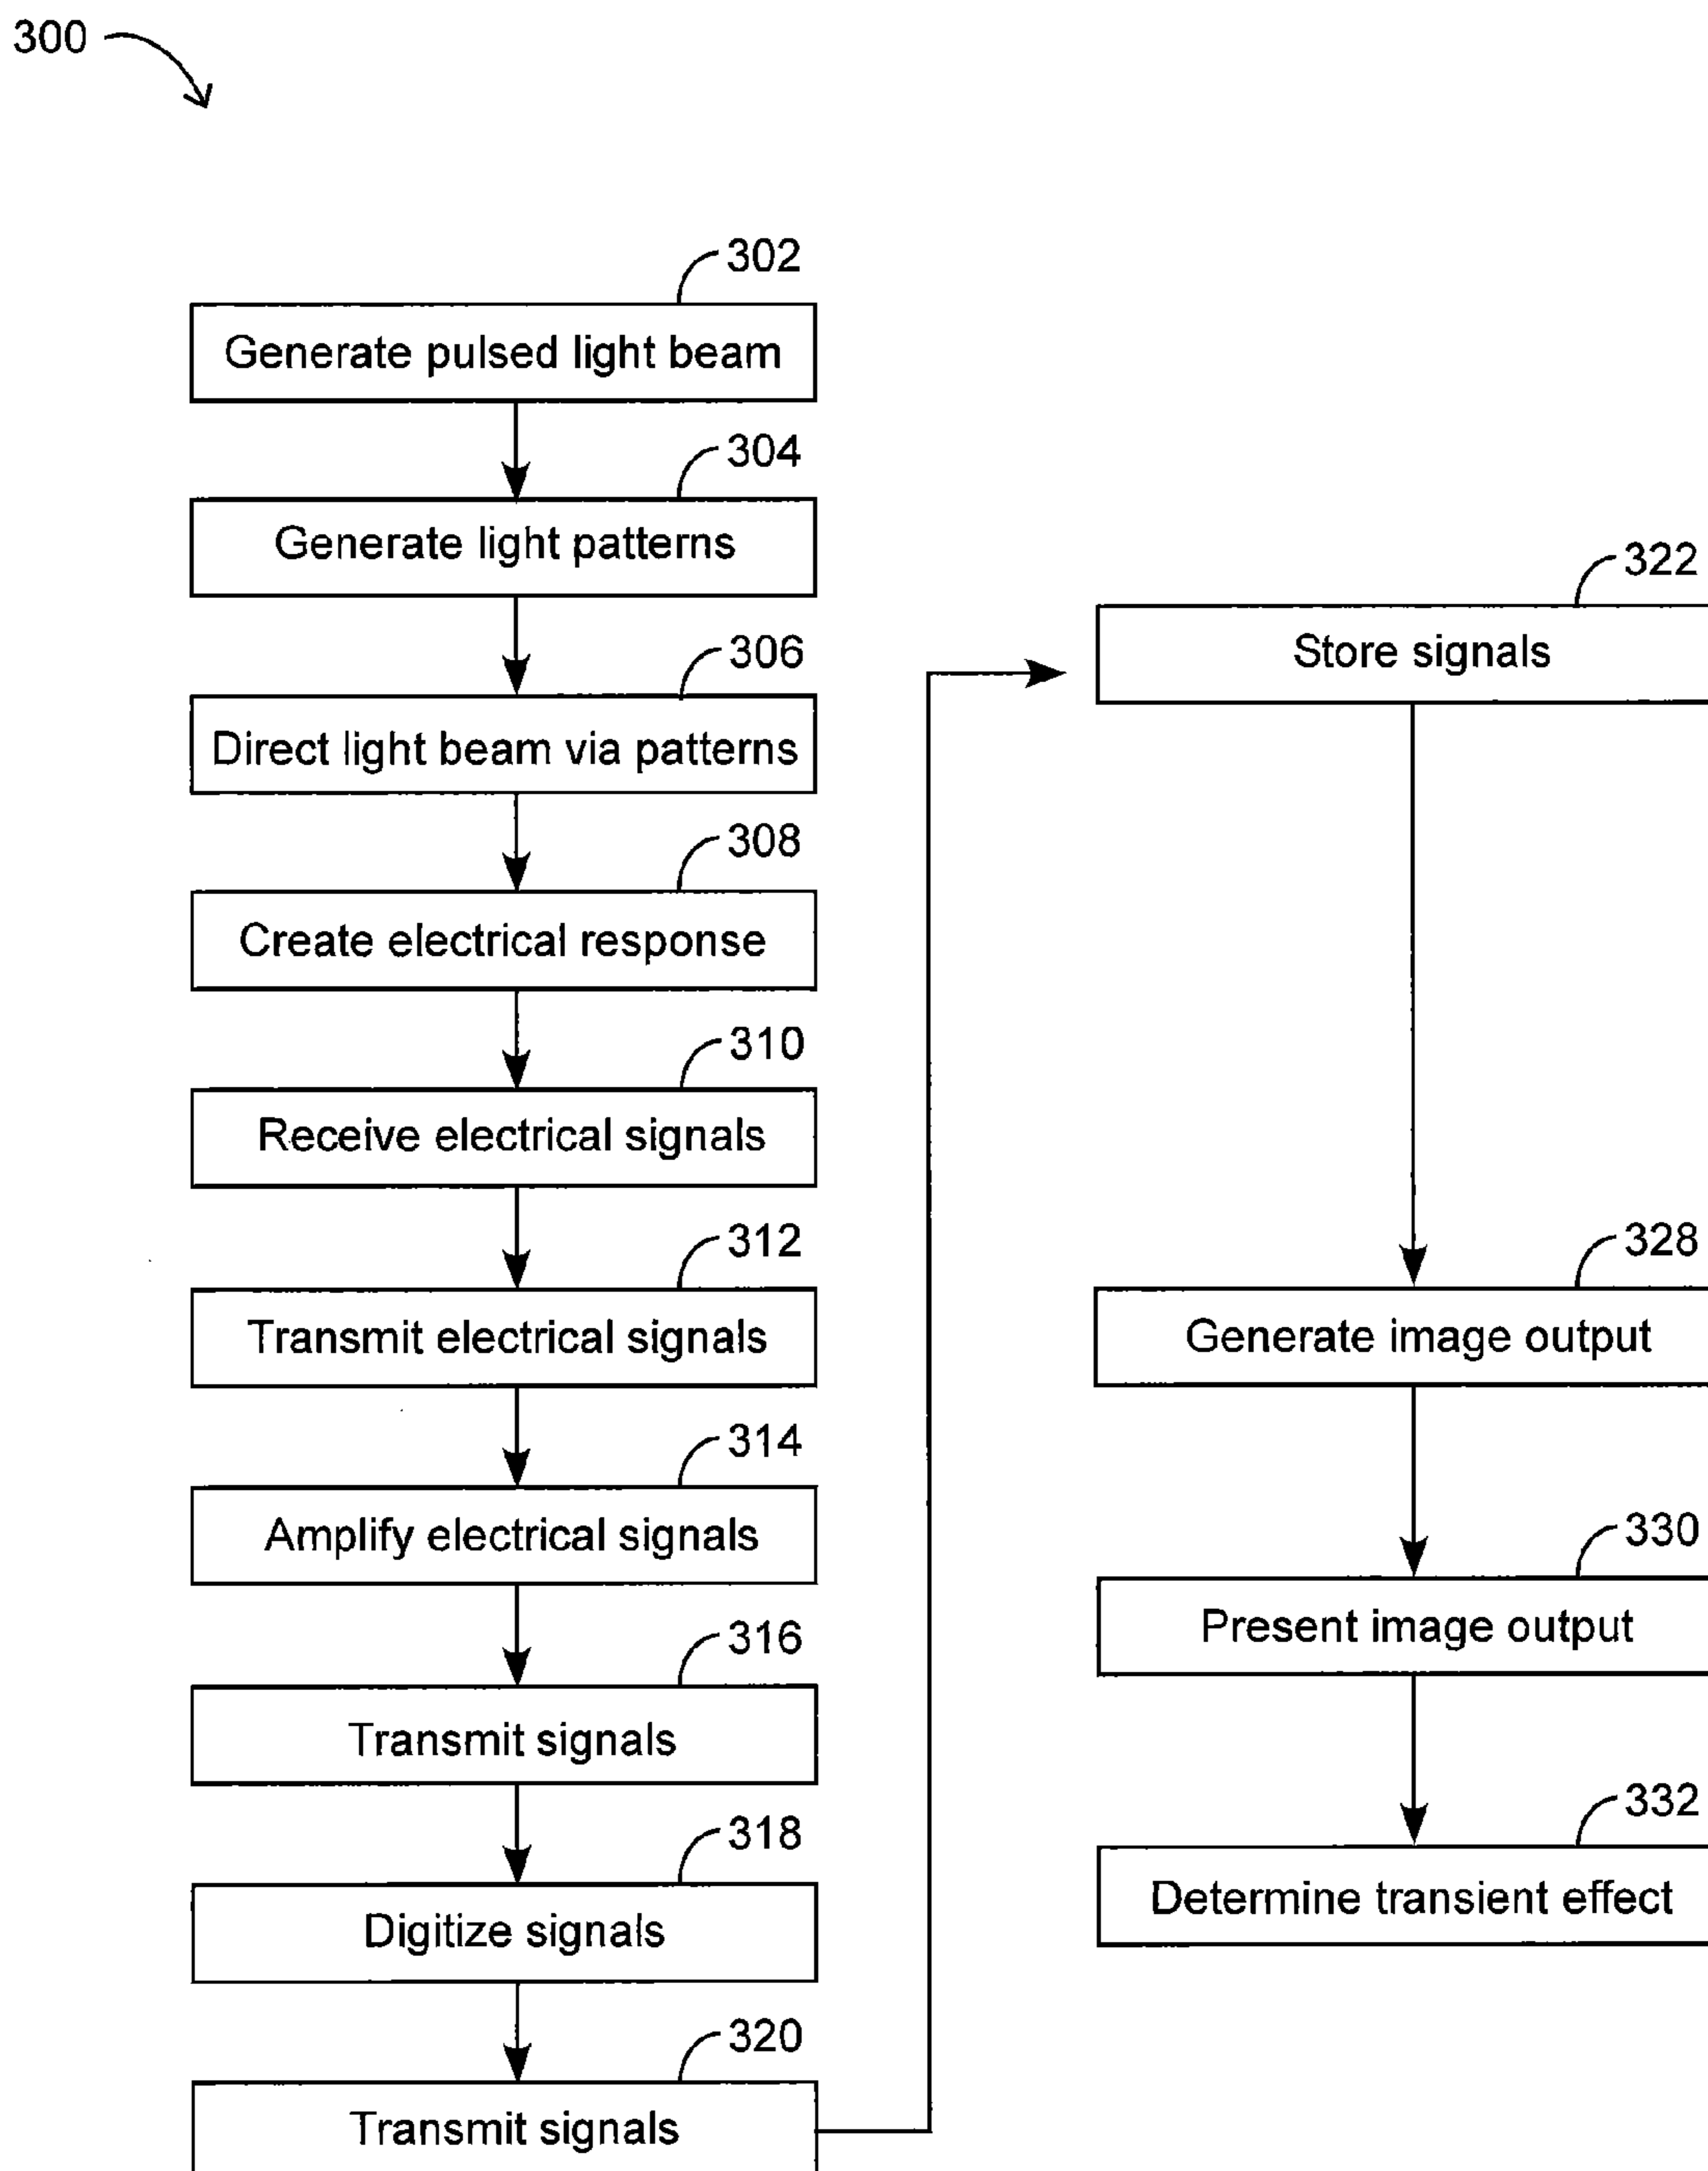 300
302
Generate pulsed light beam
304
Generate light patterns
306
Direct light beam via patterns
308
Create electrical response
310
Receive electrical signals
312
Transmit electrical signals
314
Amplify electrical signals
316
Transmit signals
318
Digitize signals
320
Transmit signals
322
Store signals
328
Generate image output
330
Present image output
332
Determine transient effect